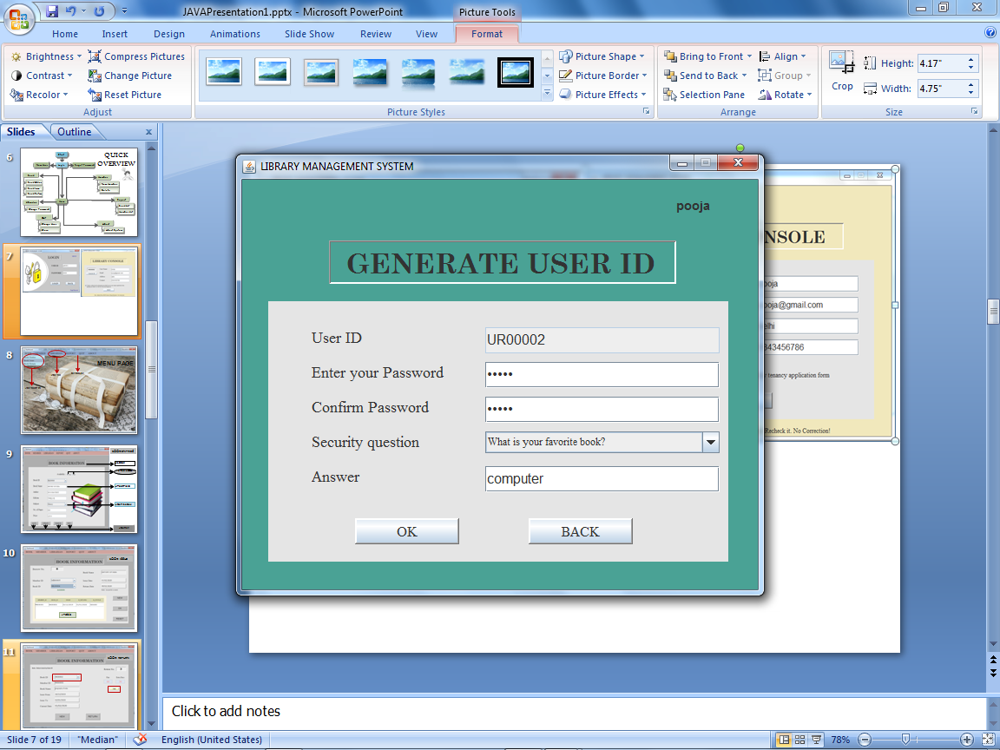 JAVAPresentation1.pptx - Microsoft PowerPoint
Picture Tools
Home Insert Design Animations Slide Show Review View Format
Brightness
Contrast
Recolor
Compress Pictures
Change Picture
Reset Picture
Adjust
Picture Styles
Picture Shape
Picture Border
Picture Effects
Bring to Front
Send to Back
Selection Pane
Align
Group
Rotate
Arrange
Crop
Height: 4.17"
Width: 4.75"
Size
Slides Outline x
6
QUICK
OVERVIEW
7
LOGIN
LIBRARY CONSOLE
8
MENU PAGE
9
BOOK INFORMATION
10
BOOK INFORMATION
11
BOOK INFORMATION
LIBRARY MANAGEMENT SYSTEM
pooja
GENERATE USER ID
User ID UR00002
Enter your Password •••••
Confirm Password •••••
Security question What is your favorite book?
Answer computer
OK BACK
NSOLE
ooja
ooja@gmail.com
elhi
343456786
tenancy application form
Recheck it. No Correction!
Click to add notes
Slide 7 of 19 "Median" English (United States) 78%